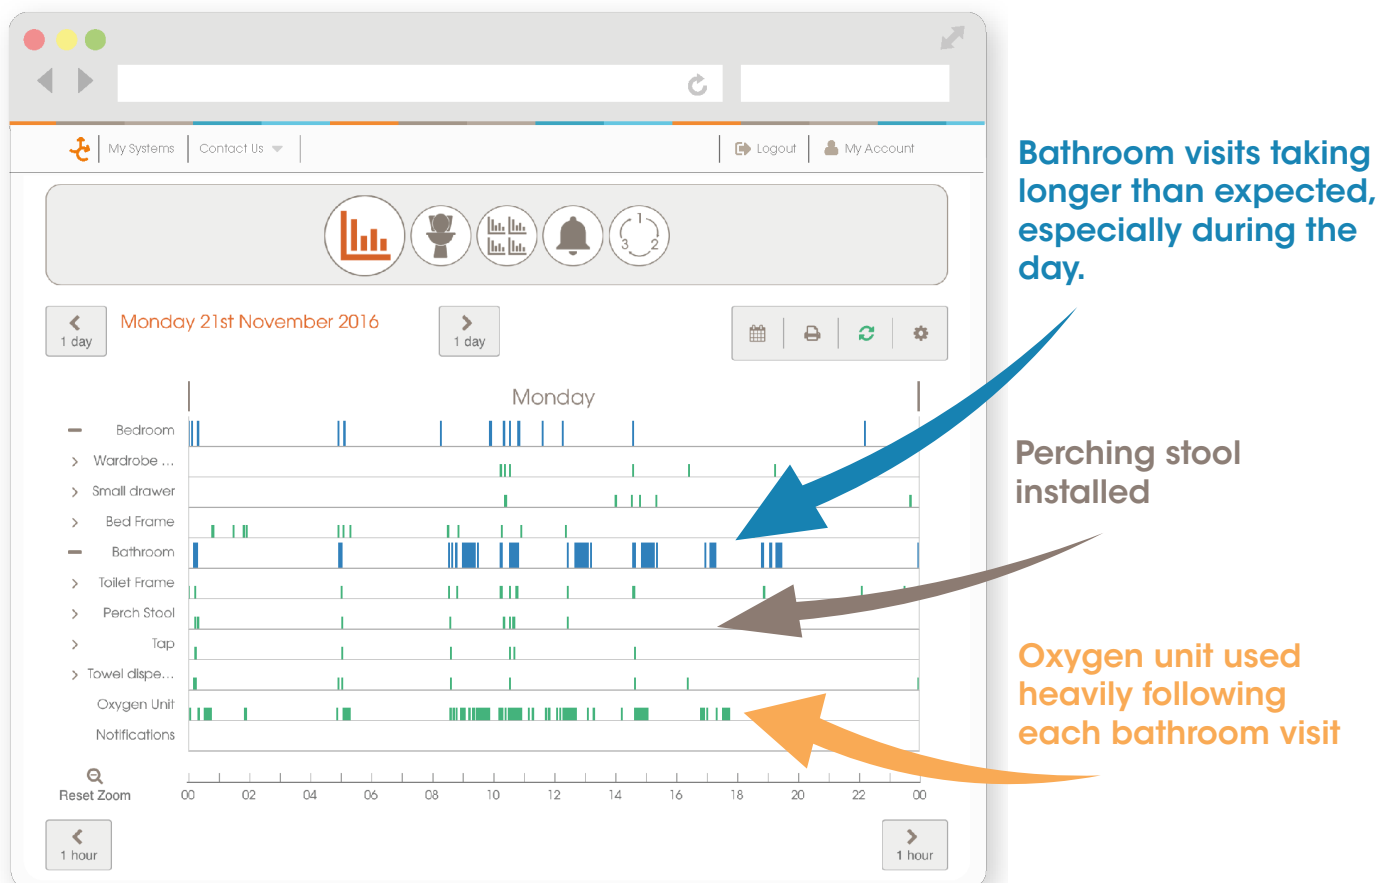 My Systems
Contact Us
Logout
My Account
1
3 2
Monday 21st November 2016
1 day
1 day
Monday
Bedroom
Wardrobe ...
Small drawer
Bed Frame
Bathroom
Toilet Frame
Perch Stool
Tap
Towel dispe...
Oxygen Unit
Notifications
Reset Zoom
00 02 04 06 08 10 12 14 16 18 20 22 00
1 hour
1 hour
Bathroom visits taking
longer than expected,
especially during the
day.
Perching stool
installed
Oxygen unit used
heavily following
each bathroom visit